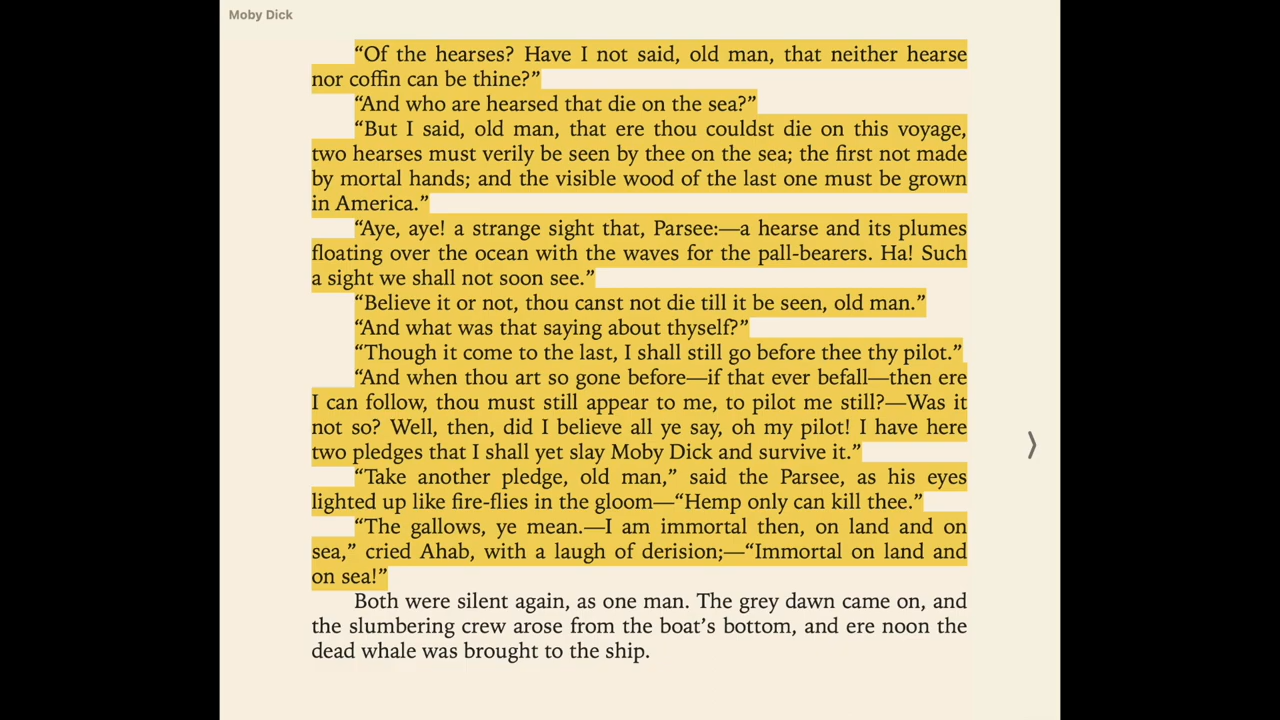 Moby Dick
“Of the hearses? Have I not said, old man, that neither hearse
nor coffin can be thine?”
“And who are hearsed that die on the sea?”
“But I said, old man, that ere thou couldst die on this voyage,
two hearses must verily be seen by thee on the sea; the first not made
by mortal hands; and the visible wood of the last one must be grown
in America.”
“Aye, aye! a strange sight that, Parsee:—a hearse and its plumes
floating over the ocean with the waves for the pall-bearers. Ha! Such
a sight we shall not soon see.”
“Believe it or not, thou canst not die till it be seen, old man.”
“And what was that saying about thyself?”
“Though it come to the last, I shall still go before thee thy pilot.”
“And when thou art so gone before—if that ever befall—then ere
I can follow, thou must still appear to me, to pilot me still?—Was it
not so? Well, then, did I believe all ye say, oh my pilot! I have here
two pledges that I shall yet slay Moby Dick and survive it.”
“Take another pledge, old man,” said the Parsee, as his eyes
lighted up like fire-flies in the gloom—“Hemp only can kill thee.”
“The gallows, ye mean.—I am immortal then, on land and on
sea,” cried Ahab, with a laugh of derision;—“Immortal on land and
on sea!”
Both were silent again, as one man. The grey dawn came on, and
the slumbering crew arose from the boat’s bottom, and ere noon the
dead whale was brought to the ship.